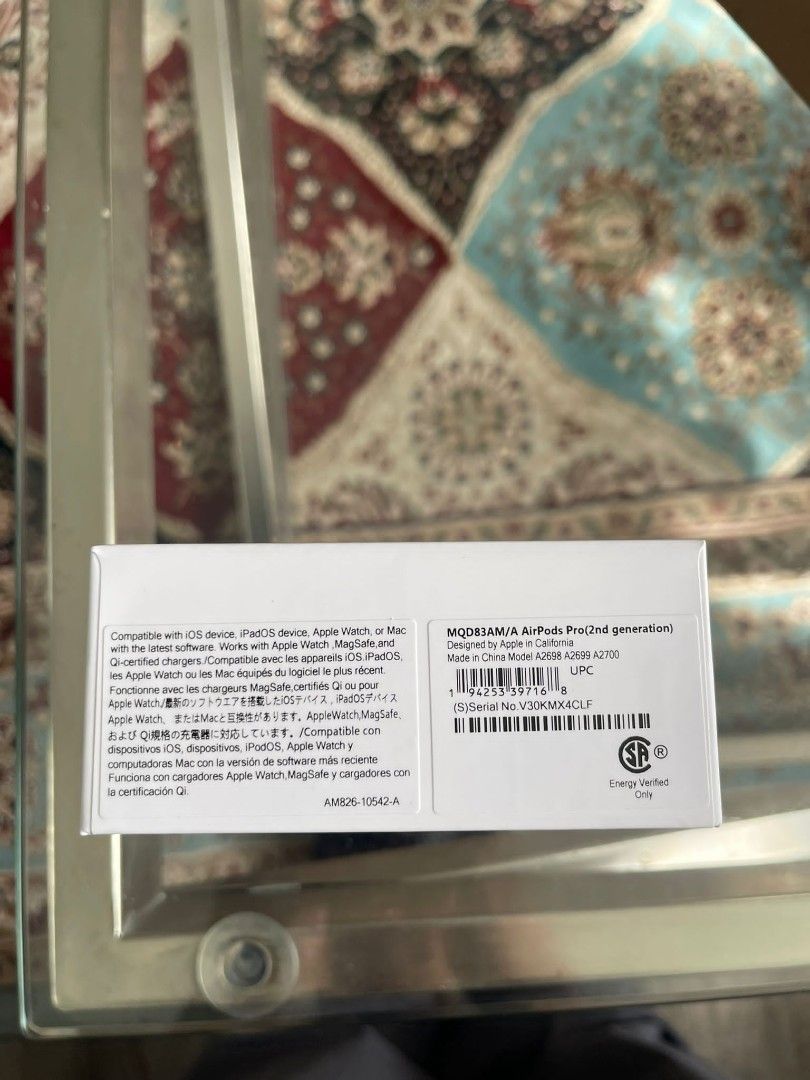 Compatible with iOS device, iPadOS device, Apple Watch, or Mac
with the latest software. Works with Apple Watch ,MagSafe,and
Qi-certified chargers./Compatible avec les appareils iOS.iPadOS,
les Apple Watch ou les Mac équipés du logiciel le plus récent.
Fonctionne avec les chargeurs MagSafe,certifiés Qi ou pour
Apple Watch./最新のソフトウエアを搭載したiOSテバイス , iPadOSデバイス
Apple Watch、 またはMacと互換性があります。AppleWatch,MagSafe、
および Qi規格の充電器に対応しています。/Compatible con
dispositivos iOS, dispositivos, iPodOS, Apple Watch y
computadoras Mac con la versión de software más reciente
Funciona con cargadores Apple Watch,MagSafe y cargadores con
la certificación Qi.
AM826-10542-A
MQD83AM/A AirPods Pro(2nd generation)
Designed by Apple in California
Made in China Model A2698 A2699 A2700
UPC
1 94253 39716 8
(S)Serial No.V30KMX4CLF
SA ®
Energy Verified
Only